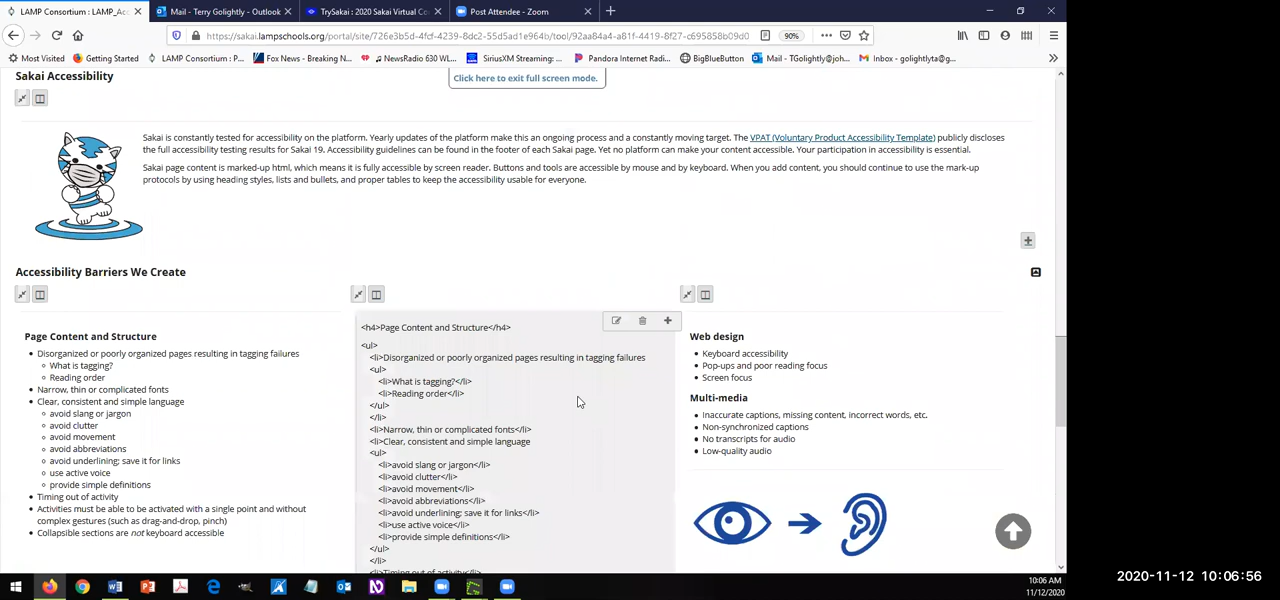 LAMP Consortium : LAMP_Acc
Mail - Terry Golightly - Outlook
TrySakai : 2020 Sakai Virtual Co
Post Attendee - Zoom
https://sakai.lampschools.org/portal/site/726e3b5d-4fcf-4239-8dc2-55d5ad1e964b/tool/92aa84a4-a81f-4419-8f27-c695858b09d0
90%
Most Visited
Getting Started
LAMP Consortium : P...
Fox News - Breaking N...
NewsRadio 630 WL...
SiriusXM Streaming:...
Pandora Internet Radi...
BigBlueButton
Mail - TGolightly@joh...
Inbox - golightlyta@g...
Sakai Accessibility
Click here to exit full screen mode.
Sakai is constantly tested for accessibility on the platform. Yearly updates of the platform make this an ongoing process and a constantly moving target. The VPAT (Voluntary Product Accessibility Template) publicly discloses
the full accessibility testing results for Sakai 19. Accessibility guidelines can be found in the footer of each Sakai page. Yet no platform can make your content accessible. Your participation in accessibility is essential.
Sakai page content is marked-up html, which means it is fully accessible by screen reader. Buttons and tools are accessible by mouse and by keyboard. When you add content, you should continue to use the mark-up
protocols by using heading styles, lists and bullets, and proper tables to keep the accessibility usable for everyone.
Accessibility Barriers We Create
Page Content and Structure
Disorganized or poorly organized pages resulting in tagging failures
What is tagging?
Reading order
Narrow, thin or complicated fonts
Clear, consistent and simple language
avoid slang or jargon
avoid clutter
avoid movement
avoid abbreviations
avoid underlining; save it for links
use active voice
provide simple definitions
Timing out of activity
Activities must be able to be activated with a single point and without
complex gestures (such as drag-and-drop, pinch)
Collapsible sections are not keyboard accessible
<h4>Page Content and Structure</h4>
<ul>
<li>Disorganized or poorly organized pages resulting in tagging failures
<ul>
<li>What is tagging?</li>
<li>Reading order</li>
</ul>
</li>
<li>Narrow, thin or complicated fonts</li>
<li>Clear, consistent and simple language
<ul>
<li>avoid slang or jargon</li>
<li>avoid clutter</li>
<li>avoid movement</li>
<li>avoid abbreviations</li>
<li>avoid underlining; save it for links</li>
<li>use active voice</li>
<li>provide simple definitions</li>
</ul>
</li>
<li>Timing out of activity</li>
Web design
Keyboard accessibility
Pop-ups and poor reading focus
Screen focus
Multi-media
Inaccurate captions, missing content, incorrect words, etc.
Non-synchronized captions
No transcripts for audio
Low-quality audio
10:06 AM
11/12/2020
2020-11-12 10:06:56